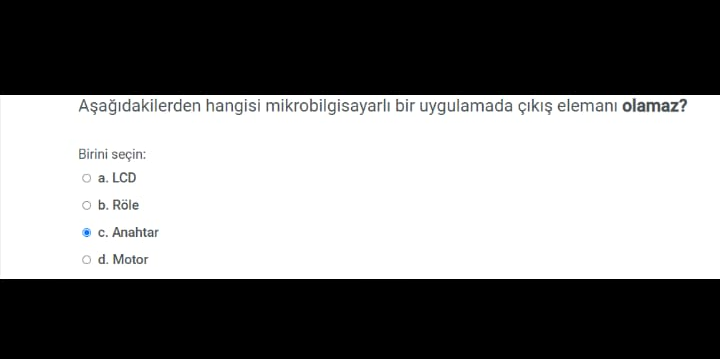 Aşağıdakilerden hangisi mikrobilgisayarlı bir uygulamada çıkış elemanı olamaz?
Birini seçin:
a. LCD
b. Röle
c. Anahtar
d. Motor